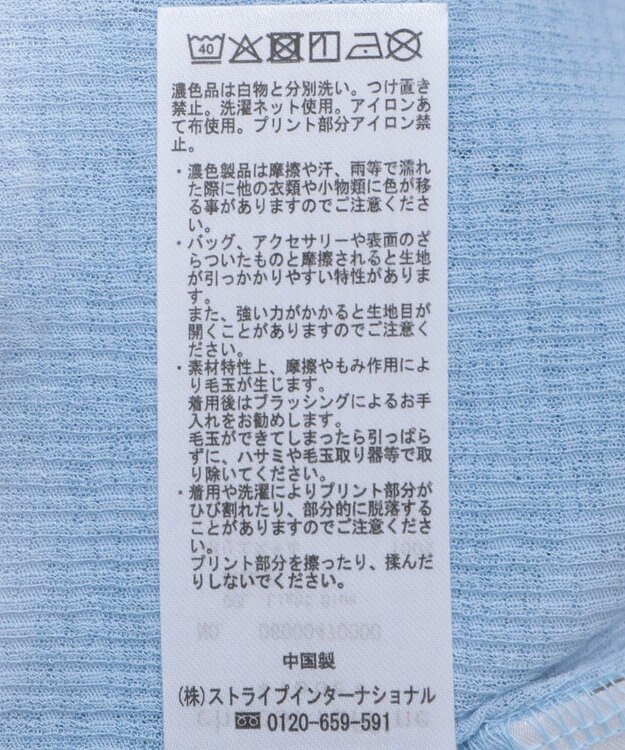 40
濃色品は白物と分別洗い。つけ置き
禁止。洗濯ネット使用。アイロンあ
て布使用。プリント部分アイロン禁
止。
・濃色製品は摩擦や汗、雨等で濡れ
た際に他の衣類や小物類に色が移
る事がありますのでご注意くださ
い。
・バッグ、アクセサリーや表面のざ
らついたものと摩擦されると生地
が引っかかりやすい特性がありま
す。
また、強い力がかかると生地目が
開くことがありますのでご注意く
ださい。
・素材特性上、摩擦やもみ作用によ
り毛玉が生じます。
着用後はブラッシングによるお手
入れをお勧めします。
毛玉ができてしまったら引っぱら
ずに、ハサミや毛玉取り器等で取
り除いてください。
・着用や洗濯によりプリント部分が
ひび割れたり、部分的に脱落する
ことがありますのでご注意くださ
い。
プリント部分を擦ったり、揉んだ
りしないでください。
中国製
(株)ストライプインターナショナル
0120-659-591